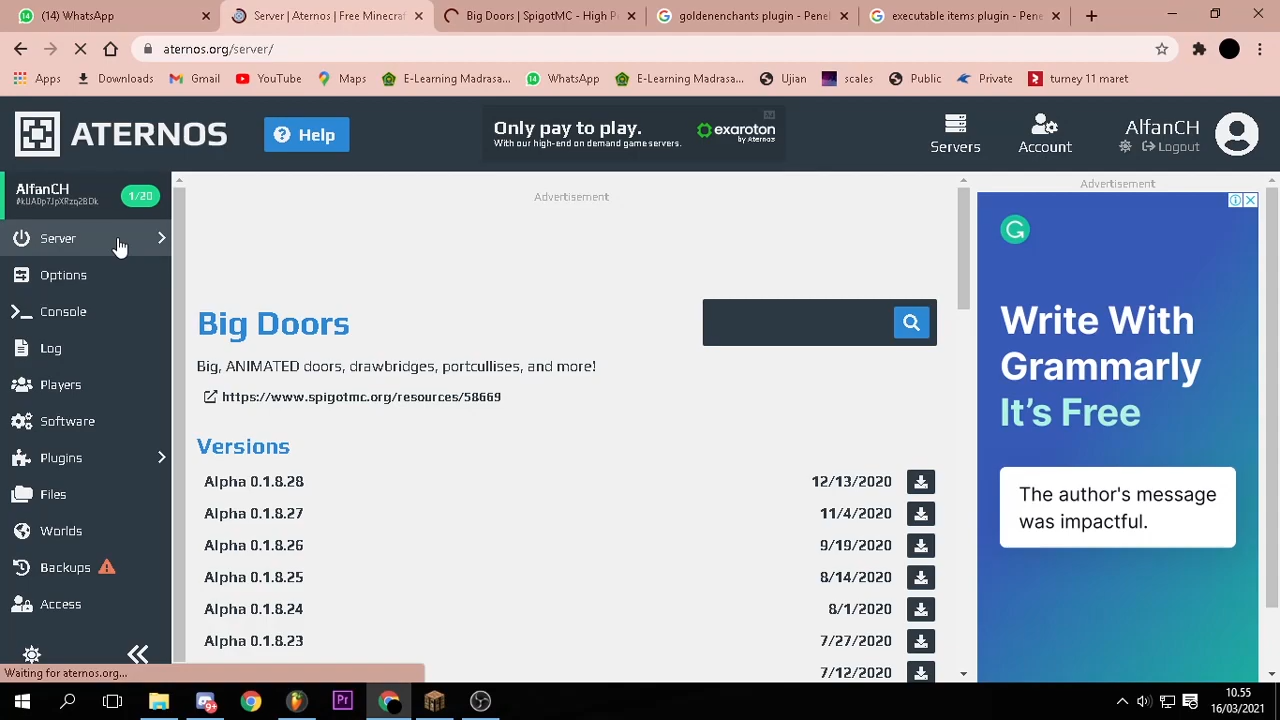 (14) WhatsApp
Server | Aternos | Free Minecraf
Big Doors | SpigotMC - High P
goldenenchants plugin - Penel
executable items plugin - Pene
aternos.org/server/
Apps
Downloads
Gmail
YouTube
Maps
E-Learning Madrasa...
WhatsApp
E-Learning Madrasa...
Ujian
scales
Public
Private
turney 11 maret
ATERNOS
Help
Only pay to play.
With our high-end on demand game servers.
exaroton
by Aternos
Ad
Servers
Account
AlfanCH
Logout
AlfanCH
1/20
Server
Options
Console
Log
Players
Software
Plugins
Files
Worlds
Backups
Access
Advertisement
Big Doors
Big, ANIMATED doors, drawbridges, portcullises, and more!
https://www.spigotmc.org/resources/58669
Versions
Alpha 0.1.8.28 12/13/2020
Alpha 0.1.8.27 11/4/2020
Alpha 0.1.8.26 9/19/2020
Alpha 0.1.8.25 8/14/2020
Alpha 0.1.8.24 8/1/2020
Alpha 0.1.8.23 7/27/2020
7/12/2020
Advertisement
Write With
Grammarly
It's Free
The author's message
was impactful.
Waiting for aternos.org...
10.55
16/03/2021